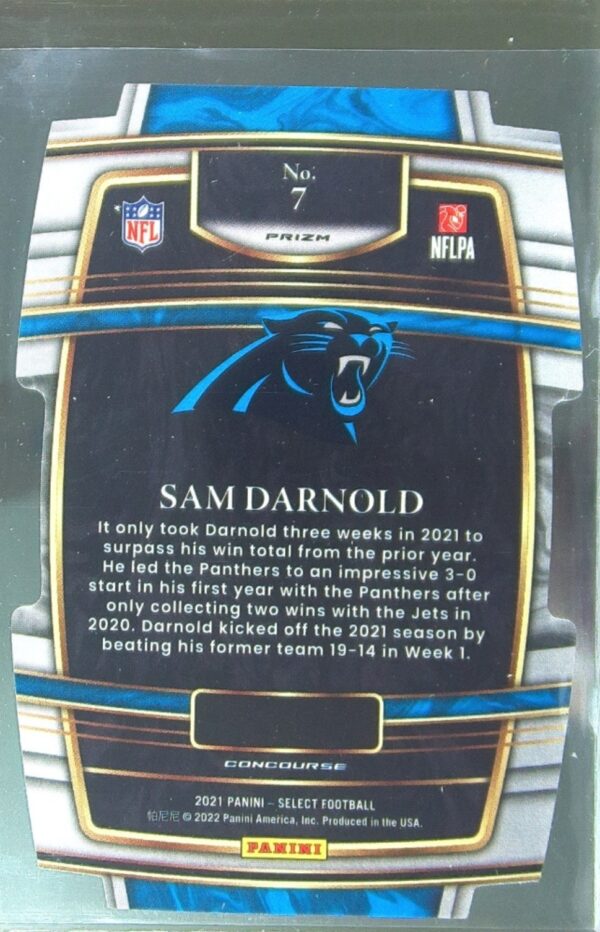 No.
7
PRIZM
NFL
NFLPA
SAM DARNOLD
It only took Darnold three weeks in 2021 to
surpass his win total from the prior year.
He led the Panthers to an impressive 3-0
start in his first year with the Panthers after
only collecting two wins with the Jets in
2020. Darnold kicked off the 2021 season by
beating his former team 19-14 in Week 1.
CONCOURSE
2021 PANINI – SELECT FOOTBALL
帕尼尼 © 2022 Panini America, Inc. Produced in the USA.
PANINI